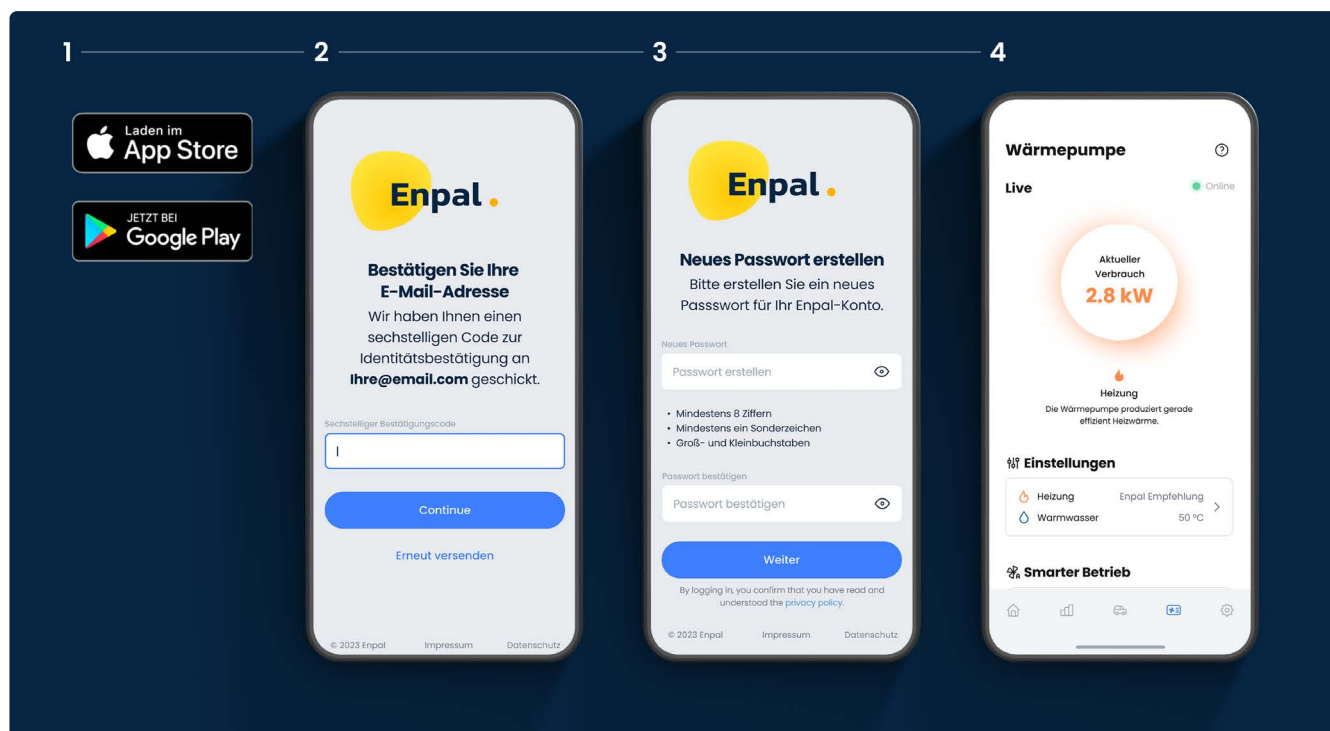 1
2
3
4
Laden im
App Store
JETZT BEI
Google Play
Enpal.
Bestätigen Sie Ihre
E-Mail-Adresse
Wir haben Ihnen einen
sechstelligen Code zur
Identitätsbestätigung an
Ihre@email.com geschickt.
Sechstelliger Bestätigungscode
Continue
Erneut versenden
© 2023 Enpal Impressum Datenschutz
Enpal.
Neues Passwort erstellen
Bitte erstellen Sie ein neues
Passswort für Ihr Enpal-Konto.
Neues Passwort
Passwort erstellen
• Mindestens 8 Ziffern
• Mindestens ein Sonderzeichen
• Groß- und Kleinbuchstaben
Passwort bestätigen
Passwort bestätigen
Weiter
By logging in, you confirm that you have read and
understood the privacy policy.
© 2023 Enpal Impressum Datenschutz
Wärmepumpe
Live
Online
Aktueller
Verbrauch
2.8 kW
Heizung
Die Wärmepumpe produziert gerade
effizient Heizwärme.
Einstellungen
Heizung Enpal Empfehlung
Warmwasser 50 °C
Smarter Betrieb